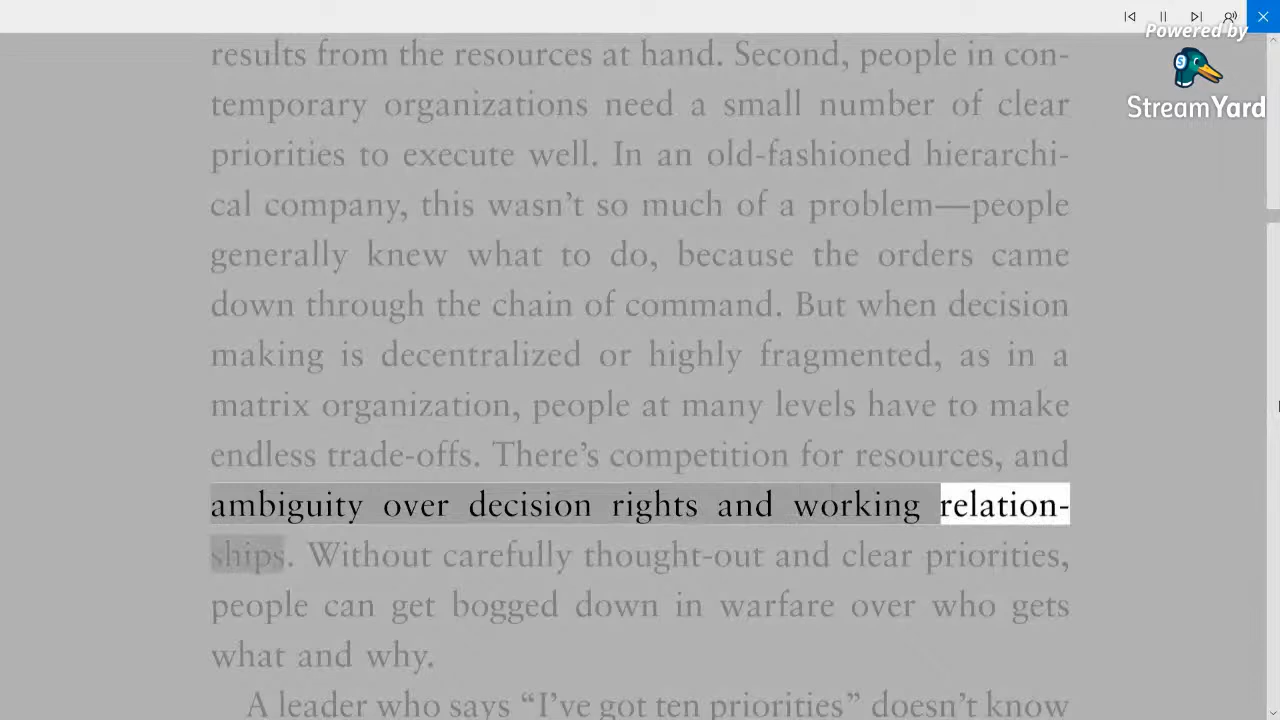 Powered by
StreamYard
results from the resources at hand. Second, people in con-
temporary organizations need a small number of clear
priorities to execute well. In an old-fashioned hierarchi-
cal company, this wasn’t so much of a problem—people
generally knew what to do, because the orders came
down through the chain of command. But when decision
making is decentralized or highly fragmented, as in a
matrix organization, people at many levels have to make
endless trade-offs. There’s competition for resources, and
ambiguity over decision rights and working relation-
ships. Without carefully thought-out and clear priorities,
people can get bogged down in warfare over who gets
what and why.
A leader who says “I’ve got ten priorities” doesn’t know